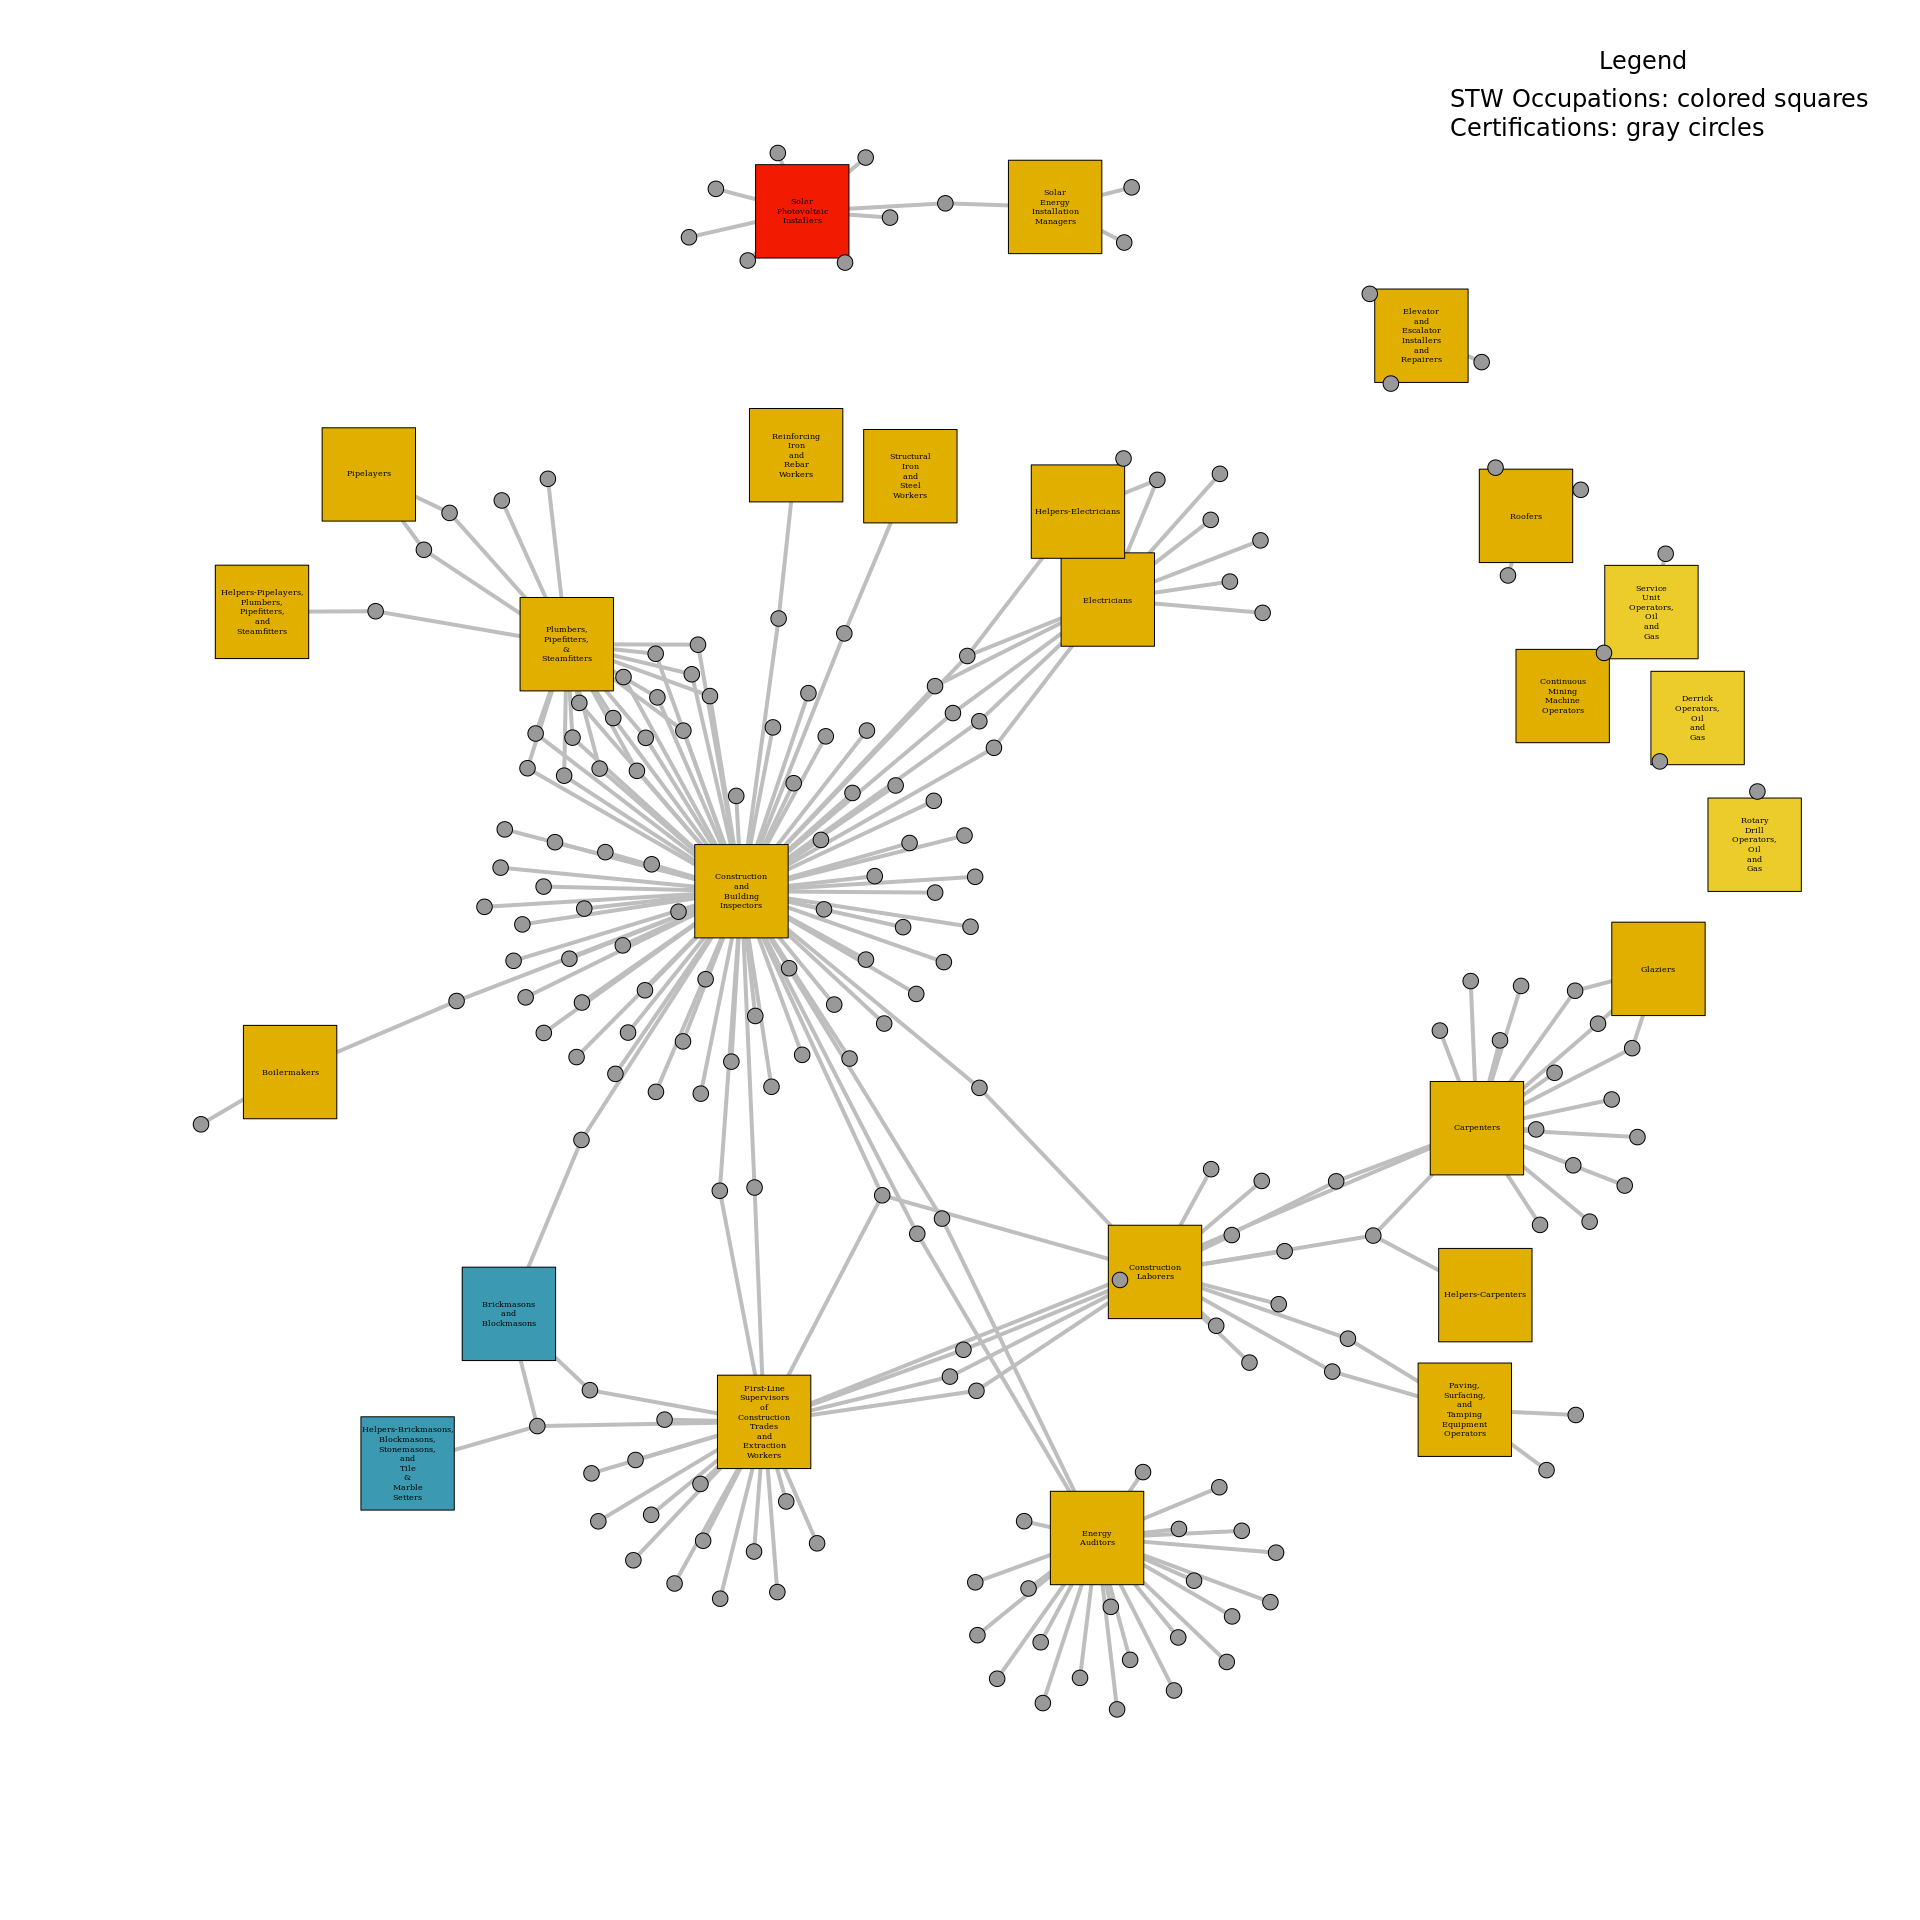 Legend
STW Occupations: colored squares
Certifications: gray circles
Solar
Photovoltaic
Installers
Solar
Energy
Installation
Managers
Elevator
and
Escalator
Installers
and
Repairers
Reinforcing
Iron
and
Rebar
Workers
Structural
Iron
and
Steel
Workers
Pipelayers
Helpers-Electricians
Roofers
Electricians
Helpers-Pipelayers,
Plumbers,
Pipefitters,
and
Steamfitters
Plumbers,
Pipefitters,
&
Steamfitters
Service
Unit
Operators,
Oil
and
Gas
Continuous
Mining
Machine
Operators
Derrick
Operators,
Oil
and
Gas
Rotary
Drill
Operators,
Oil
and
Gas
Construction
and
Building
Inspectors
Glaziers
Boilermakers
Carpenters
Construction
Laborers
Helpers-Carpenters
Brickmasons
and
Blockmasons
Paving,
Surfacing,
and
Tamping
Equipment
Operators
First-Line
Supervisors
of
Construction
Trades
and
Extraction
Workers
Helpers-Brickmasons,
Blockmasons,
Stonemasons,
and
Tile
&
Marble
Setters
Energy
Auditors